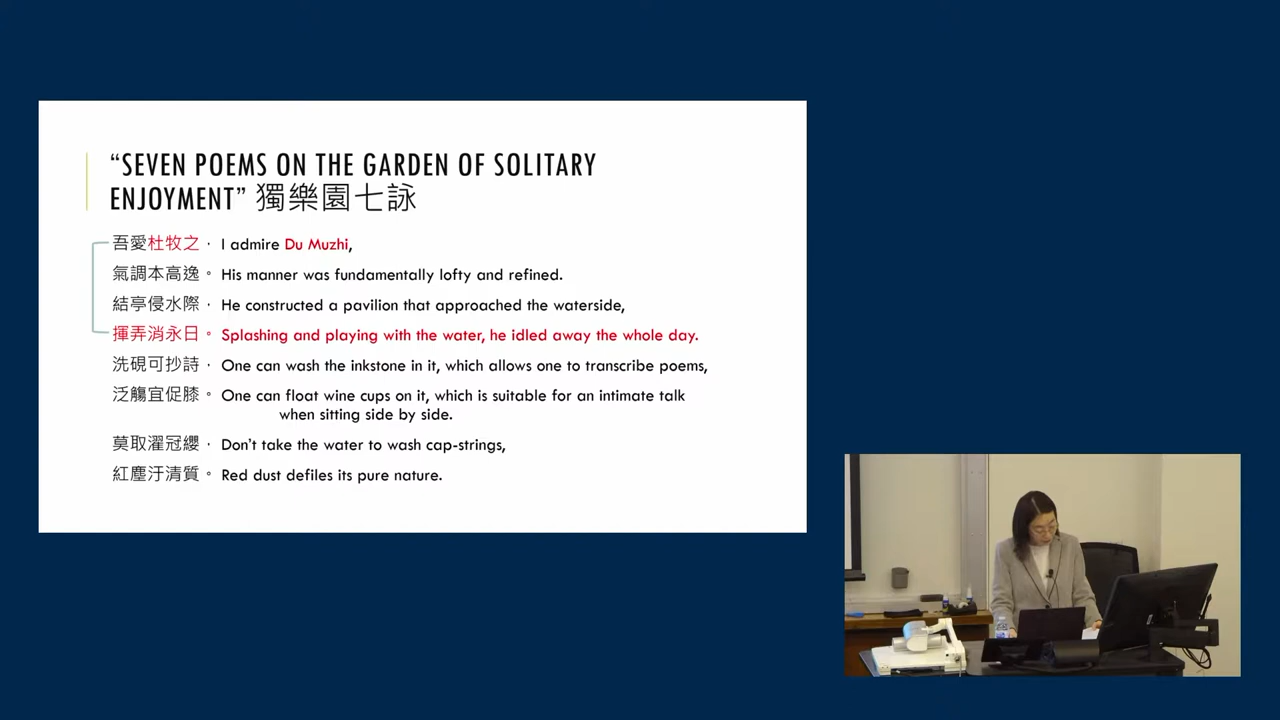 “SEVEN POEMS ON THE GARDEN OF SOLITARY
ENJOYMENT” 獨樂園七詠
吾愛杜牧之· I admire Du Muzhi,
氣調本高逸。 His manner was fundamentally lofty and refined.
結亭侵水際· He constructed a pavilion that approached the waterside,
揮弄消永日。 Splashing and playing with the water, he idled away the whole day.
洗硯可抄詩· One can wash the inkstone in it, which allows one to transcribe poems,
泛觴宜促膝。 One can float wine cups on it, which is suitable for an intimate talk
when sitting side by side.
莫取濯冠纓· Don’t take the water to wash cap-strings,
紅塵汙清質。 Red dust defiles its pure nature.